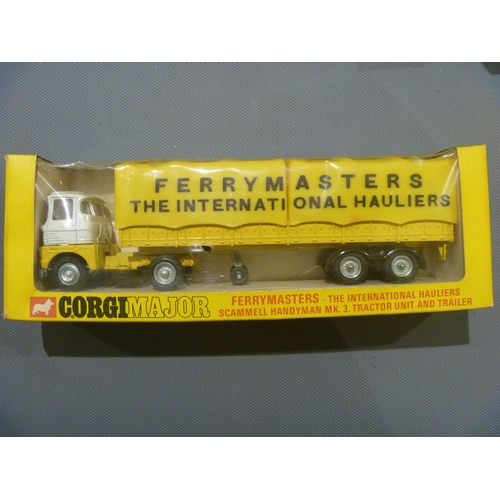 FERRYMASTERS
THE INTERNATIONAL HAULIERS
CORGI MAJOR
FERRYMASTERS - THE INTERNATIONAL HAULIERS
SCAMMELL HANDYMAN MK. 3. TRACTOR UNIT AND TRAILER